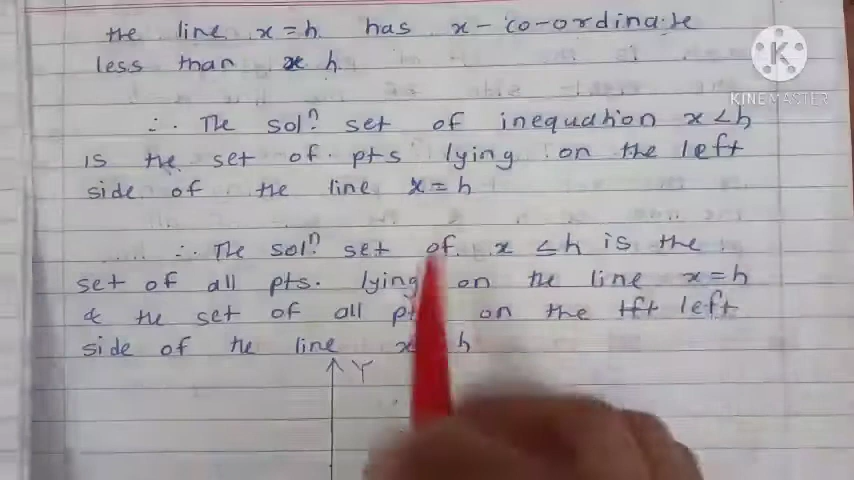 the line x=h has x-co-ordinate
less than h
∴ The solⁿ set of inequation x<h
is the set of pts lying on the left
side of the line x=h
∴ The solⁿ set of x ≤h is the
set of all pts. lying on the line x=h
& the set of all on the left
side of the line x h
Y
K
KINEMASTER